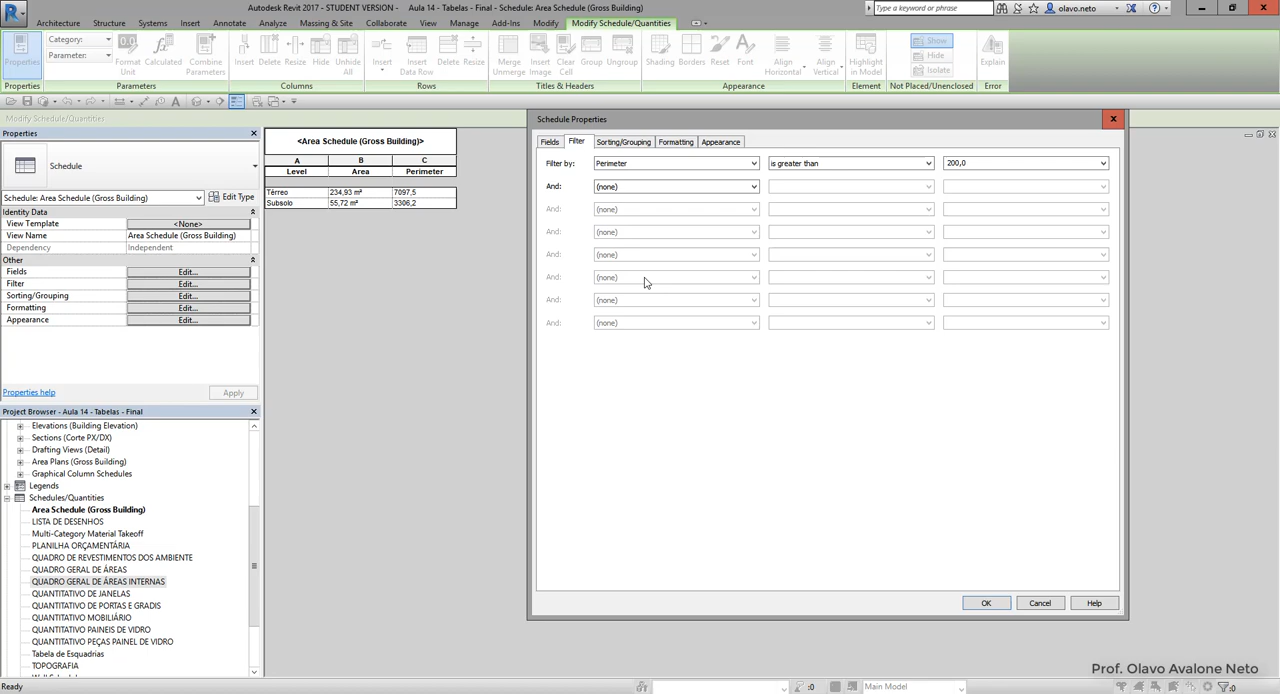 Autodesk Revit 2017 - STUDENT VERSION - Aula 14 - Tabelas - Final - Schedule: Area Schedule (Gross Building)
Type a keyword or phrase
olavo.neto
Architecture Structure Systems Insert Annotate Analyze Massing & Site Collaborate View Manage Add-Ins Modify Modify Schedule/Quantities
Properties
Category:
Parameter:
Format Unit
Calculated
Combine Parameters
Insert
Delete
Resize
Hide
Unhide All
Insert
Insert Data Row
Delete
Resize
Merge Unmerge
Insert Image
Clear Cell
Group
Ungroup
Shading
Borders
Reset
Font
Align Horizontal
Align Vertical
Highlight in Model
Show
Hide
Isolate
Explain
Properties Parameters Columns Rows Titles & Headers Appearance Element Not Placed/Unenclosed Error
Modify Schedule/Quantities
Properties
Schedule
Schedule: Area Schedule (Gross Building)
Edit Type
Identity Data
View Template <None>
View Name Area Schedule (Gross Building)
Dependency Independent
Other
Fields Edit...
Filter Edit...
Sorting/Grouping Edit...
Formatting Edit...
Appearance Edit...
Properties help
Apply
Project Browser - Aula 14 - Tabelas - Final
Elevations (Building Elevation)
Sections (Corte PX/DX)
Drafting Views (Detail)
Area Plans (Gross Building)
Graphical Column Schedules
Legends
Schedules/Quantities
Area Schedule (Gross Building)
LISTA DE DESENHOS
Multi-Category Material Takeoff
PLANILHA ORÇAMENTÁRIA
QUADRO DE REVESTIMENTOS DOS AMBIENTE
QUADRO GERAL DE ÁREAS
QUADRO GERAL DE ÁREAS INTERNAS
QUANTITATIVO DE JANELAS
QUANTITATIVO DE PORTAS E GRADIS
QUANTITATIVO MOBILIÁRIO
QUANTITATIVO PAINEIS DE VIDRO
QUANTITATIVO PEÇAS PAINEL DE VIDRO
Tabela de Esquadrias
TOPOGRAFIA
<Area Schedule (Gross Building)>
A B C
Level Area Perimeter
Térreo 234,93 m² 7097,5
Subsolo 55,72 m² 3306,2
Schedule Properties
Fields Filter Sorting/Grouping Formatting Appearance
Filter by: Perimeter is greater than 200,0
And: (none)
And: (none)
And: (none)
And: (none)
And: (none)
And: (none)
And: (none)
OK Cancel Help
Prof. Olavo Avalone Neto
Ready
:0
Main Model
:0